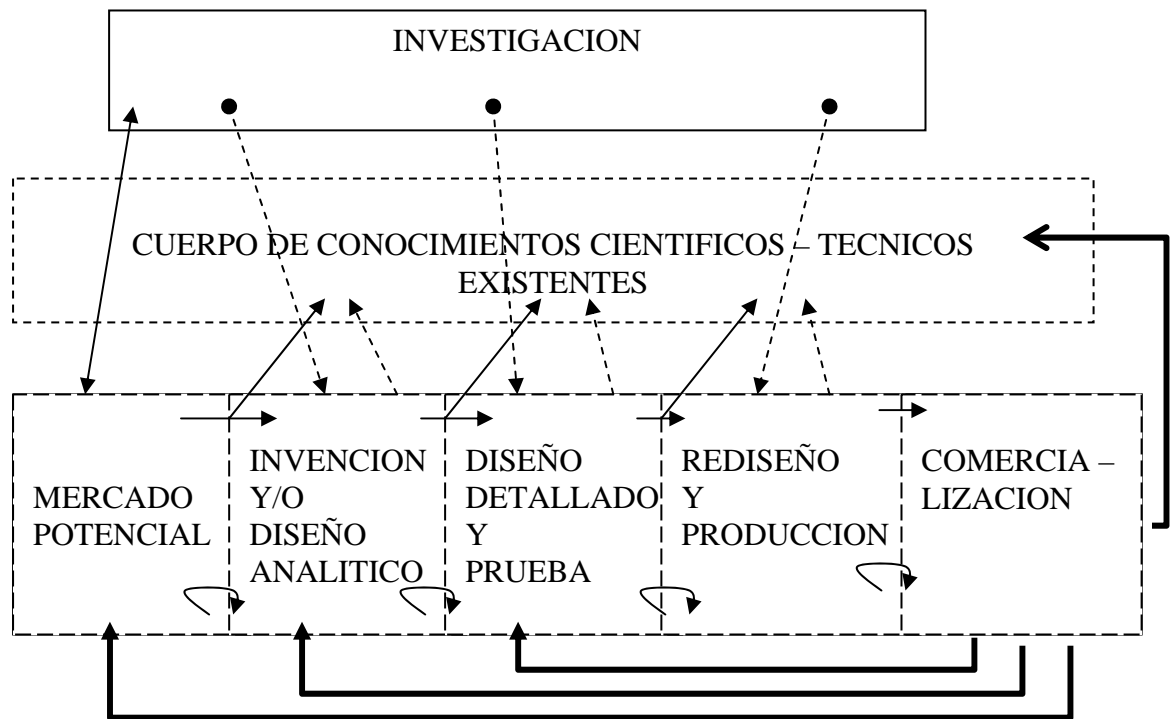 INVESTIGACION
CUERPO DE CONOCIMIENTOS CIENTIFICOS – TECNICOS
EXISTENTES
MERCADO
POTENCIAL
INVENCION
Y/O
DISEÑO
ANALITICO
DISEÑO
DETALLADO
Y
PRUEBA
REDISEÑO
Y
PRODUCCION
COMERCIA –
LIZACION